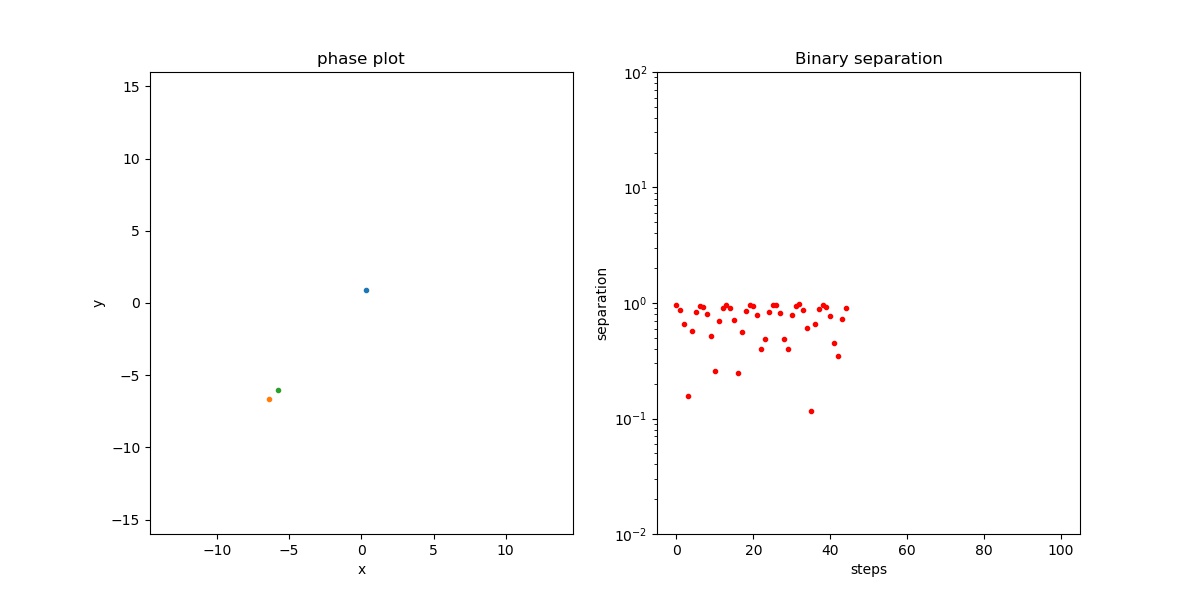 phase plot
15
10
5
0
−5
−10
−15
y
−10 −5 0 5 10
x
Binary separation
10²
10¹
10⁰
10⁻¹
10⁻²
separation
0 20 40 60 80 100
steps